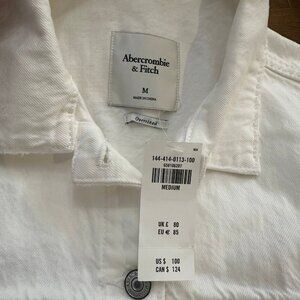 Abercrombie
& Fitch
M
MADE IN CHINA
Oversized
144-414-0113-100
MEDIUM
UK £ 80
EU € 85
US $ 100
CAN $ 124